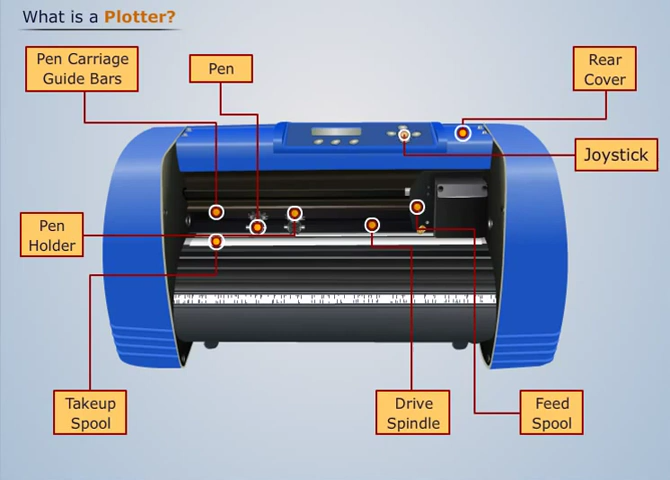 What is a Plotter?
Pen Carriage
Guide Bars
Pen
Rear
Cover
Joystick
Pen
Holder
Takeup
Spool
Drive
Spindle
Feed
Spool